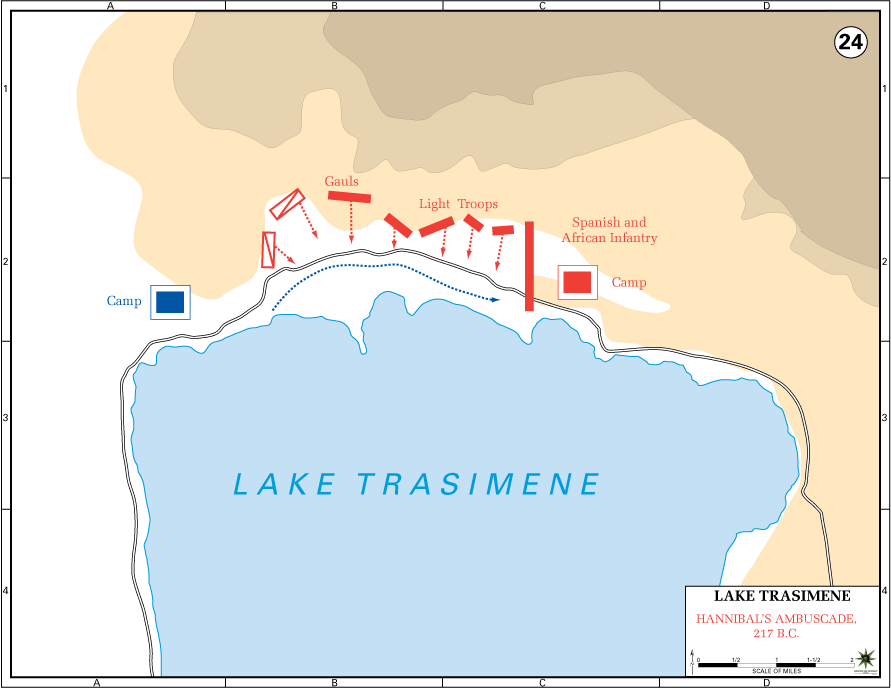 A B C D
24
1 1
Gauls
Light Troops
Spanish and
African Infantry
2 2
Camp
Camp
3 3
LAKE TRASIMENE
4 4
LAKE TRASIMENE
HANNIBAL'S AMBUSCADE,
217 B.C.
N
0 1/2 1 1-1/2 2
SCALE OF MILES
A B C D